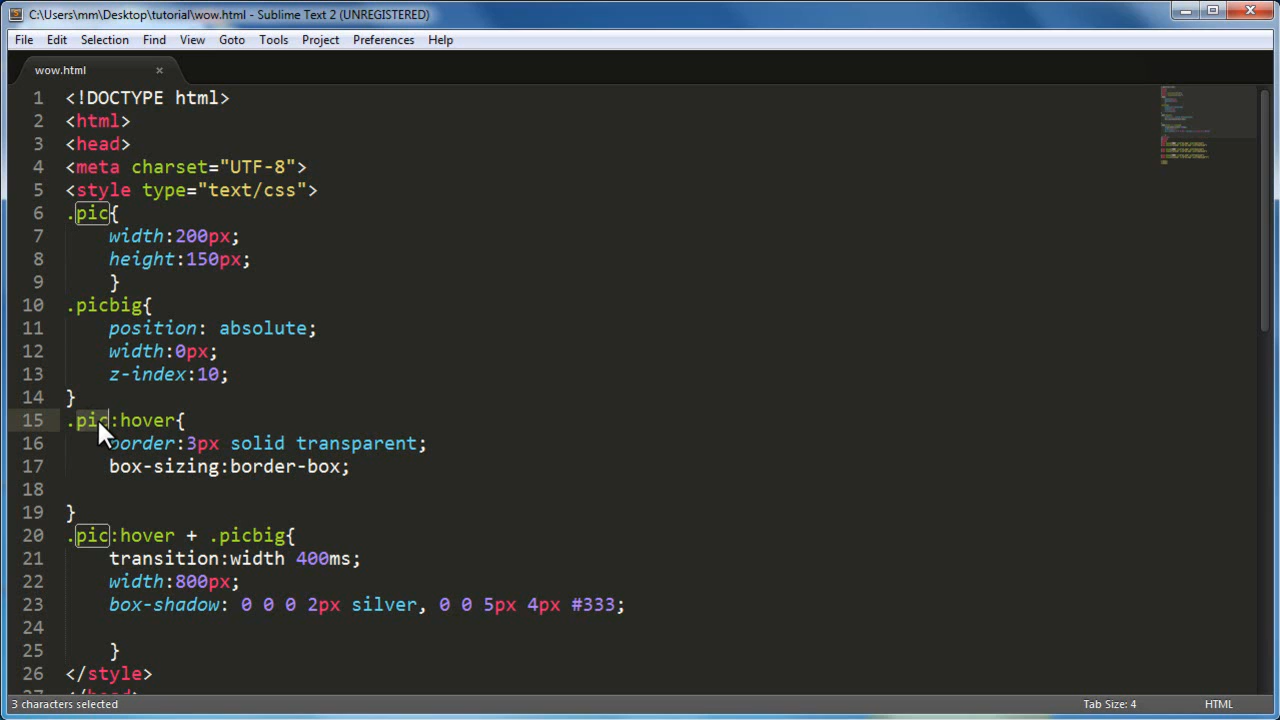 C:\Users\mm\Desktop\tutorial\wow.html - Sublime Text 2 (UNREGISTERED)
File Edit Selection Find View Goto Tools Project Preferences Help
wow.html ×
1 <!DOCTYPE html>
2 <html>
3 <head>
4 <meta charset="UTF-8">
5 <style type="text/css">
6 .pic{
7 width:200px;
8 height:150px;
9 }
10 .picbig{
11 position: absolute;
12 width:0px;
13 z-index:10;
14 }
15 .pic:hover{
16 border:3px solid transparent;
17 box-sizing:border-box;
18
19 }
20 .pic:hover + .picbig{
21 transition:width 400ms;
22 width:800px;
23 box-shadow: 0 0 0 2px silver, 0 0 5px 4px #333;
24
25 }
26 </style>
27 </head>
3 characters selected Tab Size: 4 HTML